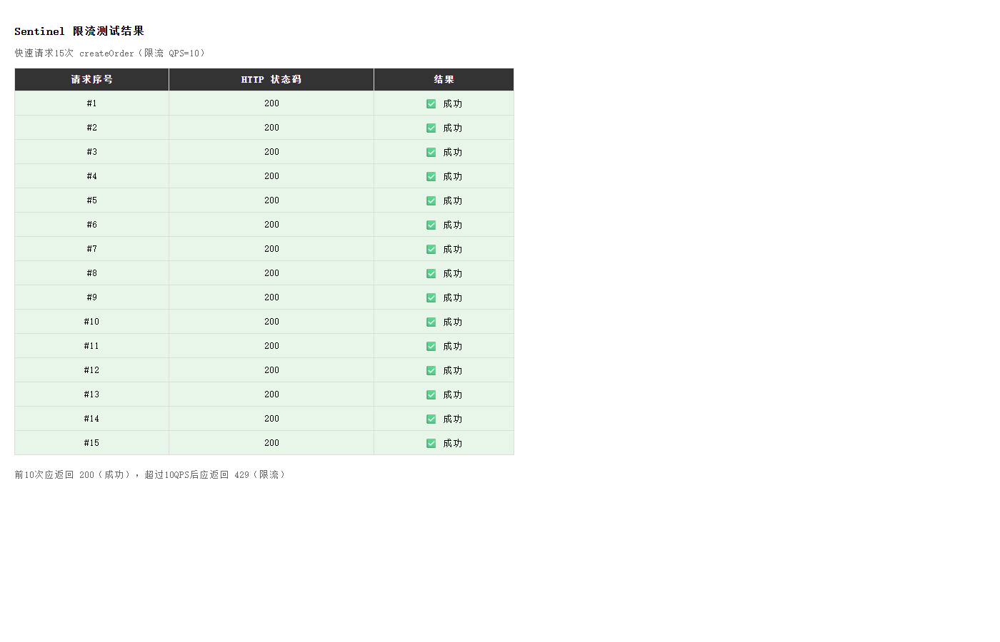 Sentinel 限流测试结果
快速请求15次 createOrder（限流 QPS=10）
请求序号 HTTP 状态码 结果
#1 200 ✅ 成功
#2 200 ✅ 成功
#3 200 ✅ 成功
#4 200 ✅ 成功
#5 200 ✅ 成功
#6 200 ✅ 成功
#7 200 ✅ 成功
#8 200 ✅ 成功
#9 200 ✅ 成功
#10 200 ✅ 成功
#11 200 ✅ 成功
#12 200 ✅ 成功
#13 200 ✅ 成功
#14 200 ✅ 成功
#15 200 ✅ 成功
前10次应返回 200（成功），超过10QPS后应返回 429（限流）